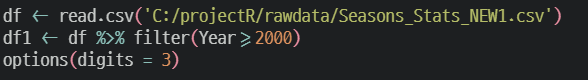 df <- read.csv('C:/projectR/rawdata/Seasons_Stats_NEW1.csv')
df1 <- df %>% filter(Year>=2000)
options(digits = 3)